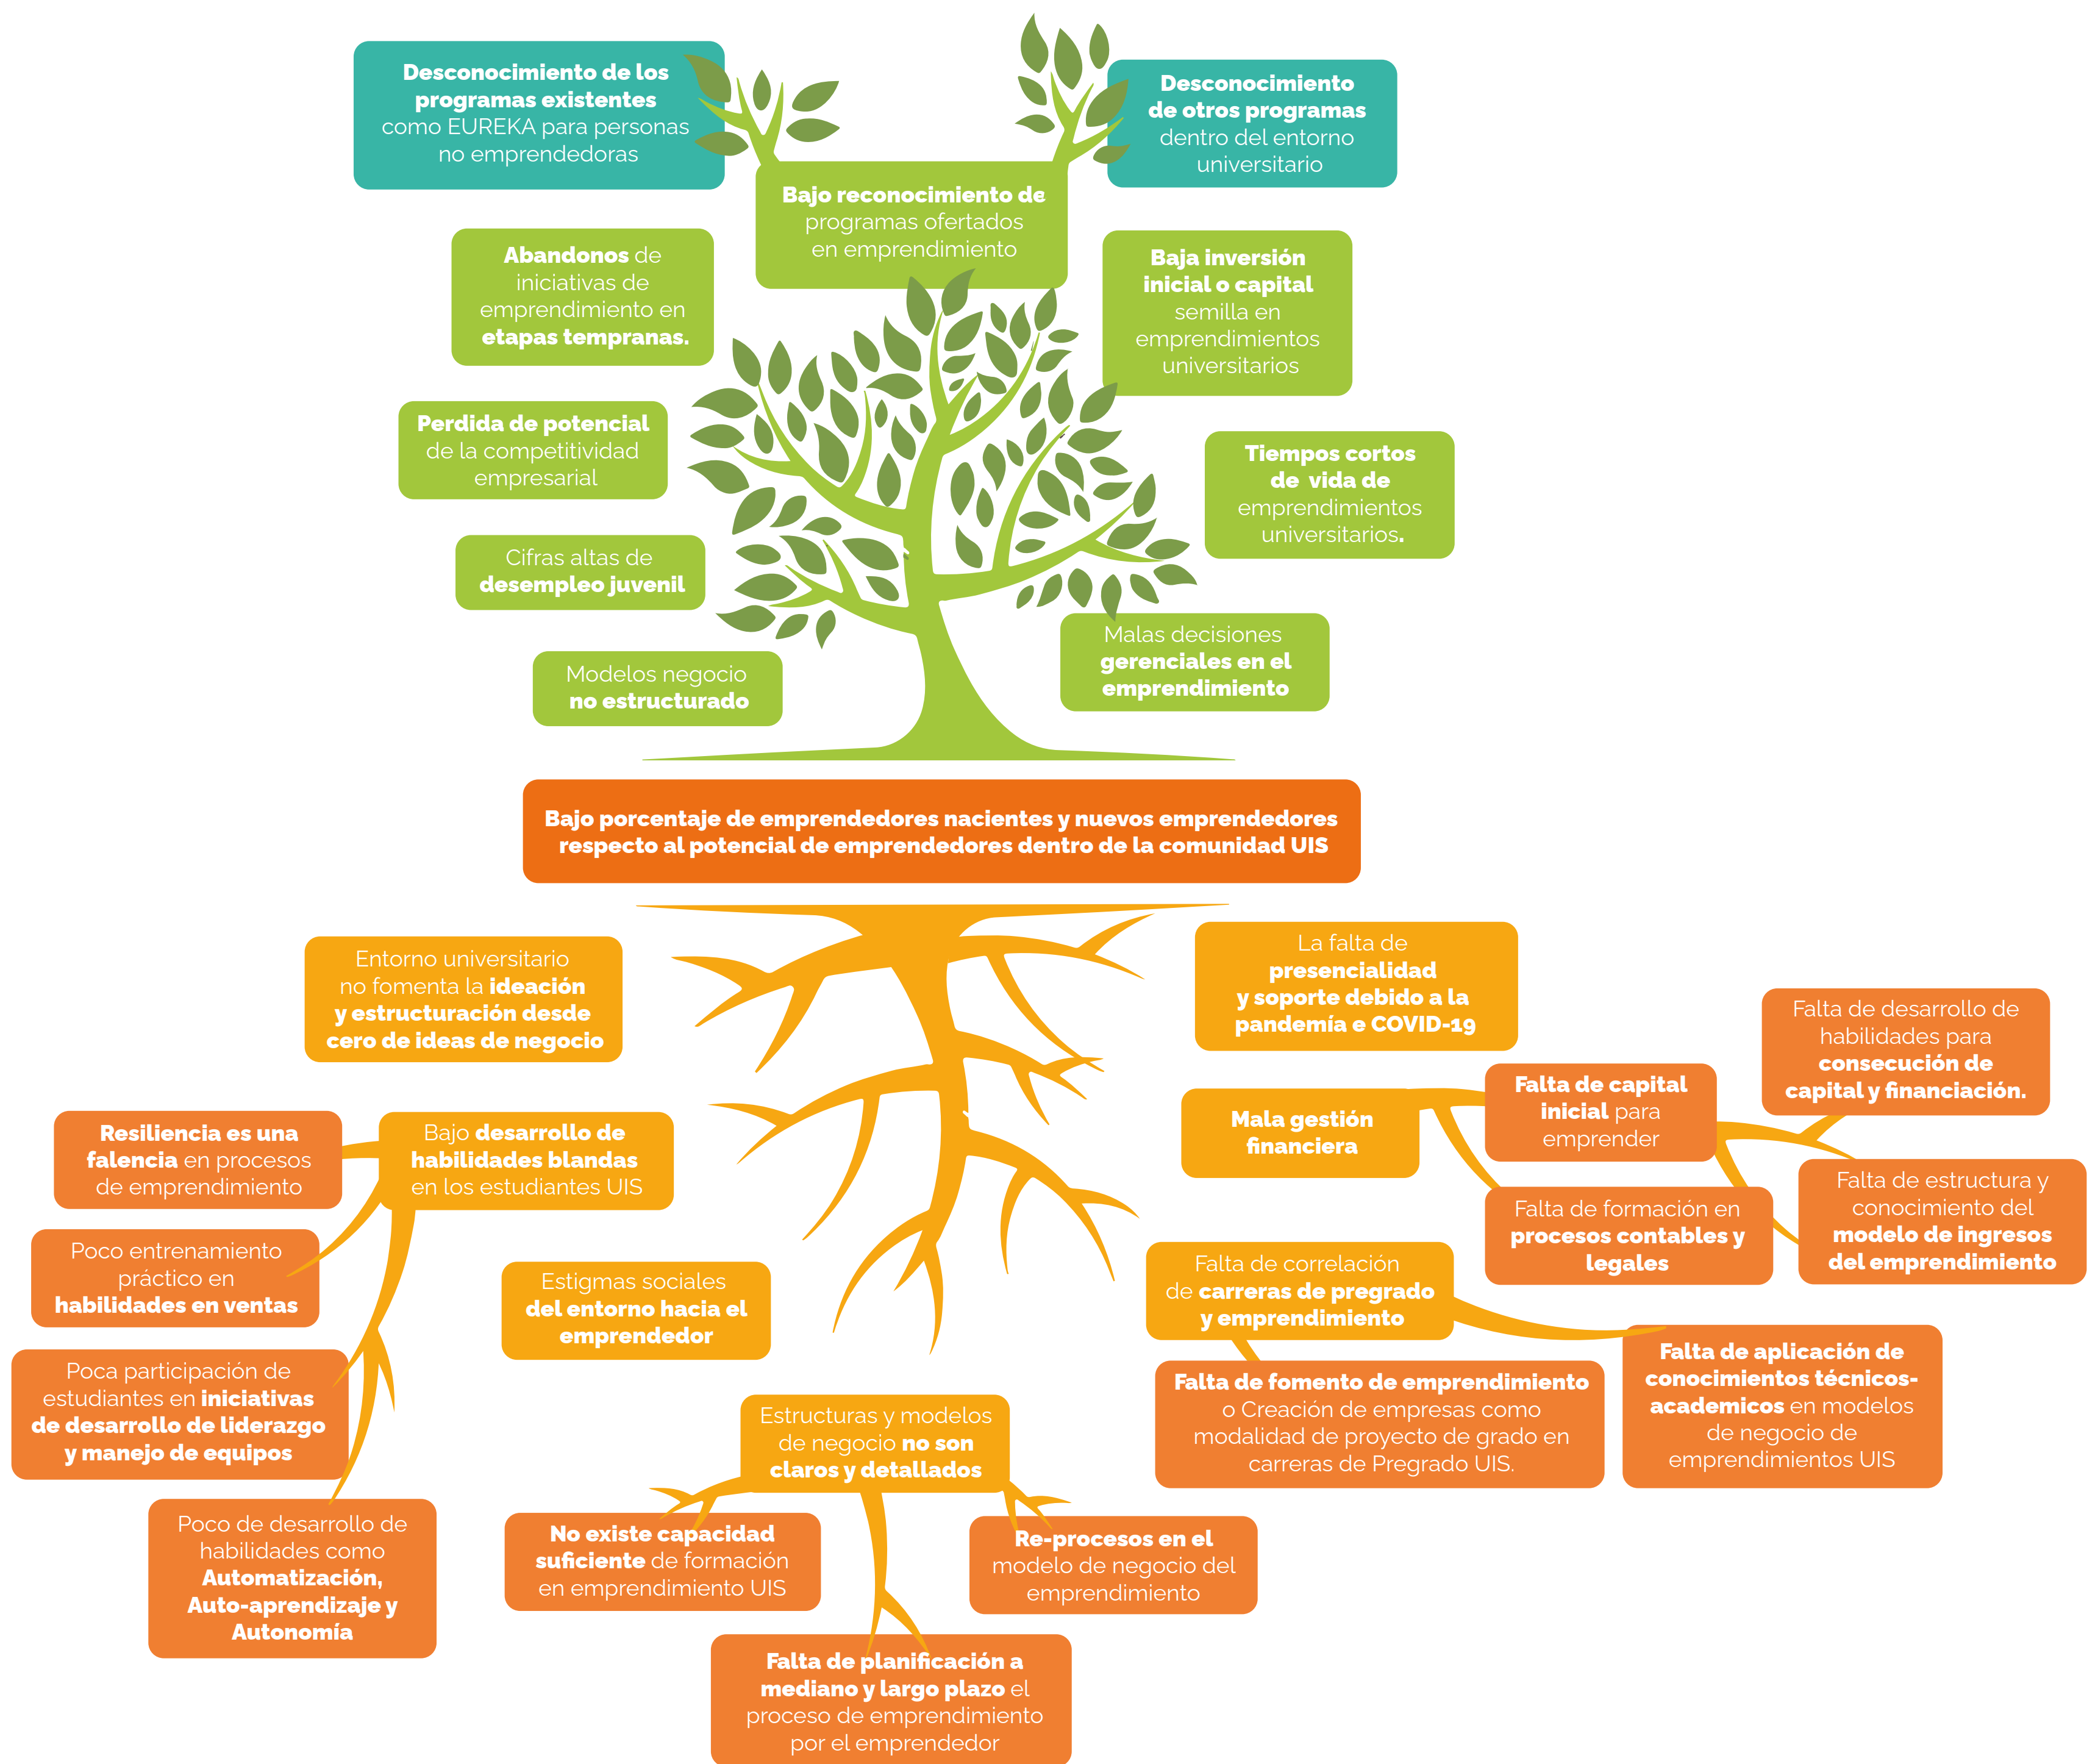 Desconocimiento de los
programas existentes
como EUREKA para personas
no emprendedoras
Desconocimiento
de otros programas
dentro del entorno
universitario
Bajo reconocimiento de
programas ofertados
en emprendimiento
Abandonos de
iniciativas de
emprendimiento en
etapas tempranas.
Baja inversión
inicial o capital
semilla en
emprendimientos
universitarios
Perdida de potencial
de la competitividad
empresarial
Tiempos cortos
de vida de
emprendimientos
universitarios.
Cifras altas de
desempleo juvenil
Malas decisiones
gerenciales en el
emprendimiento
Modelos negocio
no estructurado
Bajo porcentaje de emprendedores nacientes y nuevos emprendedores
respecto al potencial de emprendedores dentro de la comunidad UIS
Entorno universitario
no fomenta la ideación
y estructuración desde
cero de ideas de negocio
La falta de
presencialidad
y soporte debido a la
pandemía e COVID-19
Falta de desarrollo de
habilidades para
consecución de
capital y financiación.
Mala gestión
financiera
Falta de capital
inicial para
emprender
Falta de estructura y
conocimiento del
modelo de ingresos
del emprendimiento
Falta de formación en
procesos contables y
legales
Resiliencia es una
falencia en procesos
de emprendimiento
Bajo desarrollo de
habilidades blandas
en los estudiantes UIS
Poco entrenamiento
práctico en
habilidades en ventas
Estigmas sociales
del entorno hacia el
emprendedor
Falta de correlación
de carreras de pregrado
y emprendimiento
Poca participación de
estudiantes en iniciativas
de desarrollo de liderazgo
y manejo de equipos
Falta de fomento de emprendimiento
o Creación de empresas como
modalidad de proyecto de grado en
carreras de Pregrado UIS.
Falta de aplicación de
conocimientos técnicos-
academicos en modelos
de negocio de
emprendimientos UIS
Estructuras y modelos
de negocio no son
claros y detallados
Poco de desarrollo de
habilidades como
Automatización,
Auto-aprendizaje y
Autonomía
No existe capacidad
suficiente de formación
en emprendimiento UIS
Re-procesos en el
modelo de negocio del
emprendimiento
Falta de planificación a
mediano y largo plazo el
proceso de emprendimiento
por el emprendedor